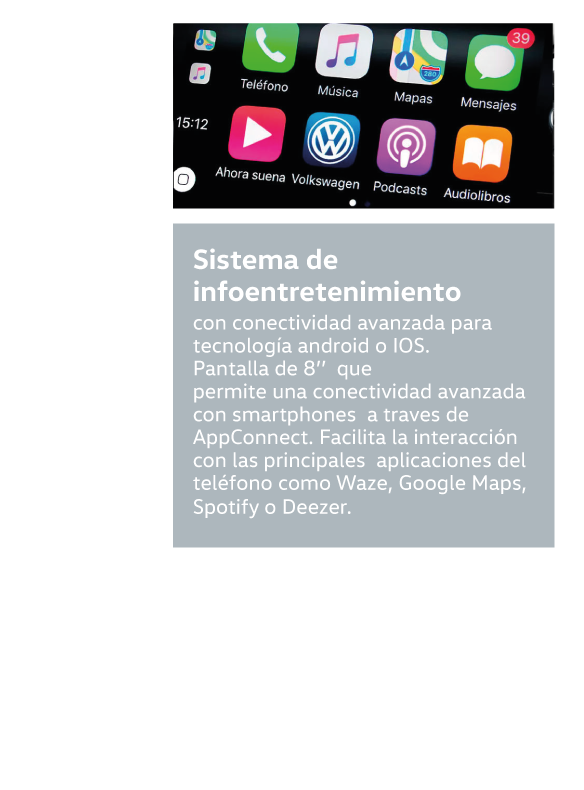 39
Teléfono
Música
Mapas
Mensajes
280
15:12
Ahora suena
Volkswagen
Podcasts
Audiolibros
Sistema de
infoentretenimiento
con conectividad avanzada para
tecnología android o IOS.
Pantalla de 8’’ que
permite una conectividad avanzada
con smartphones a traves de
AppConnect. Facilita la interacción
con las principales aplicaciones del
teléfono como Waze, Google Maps,
Spotify o Deezer.